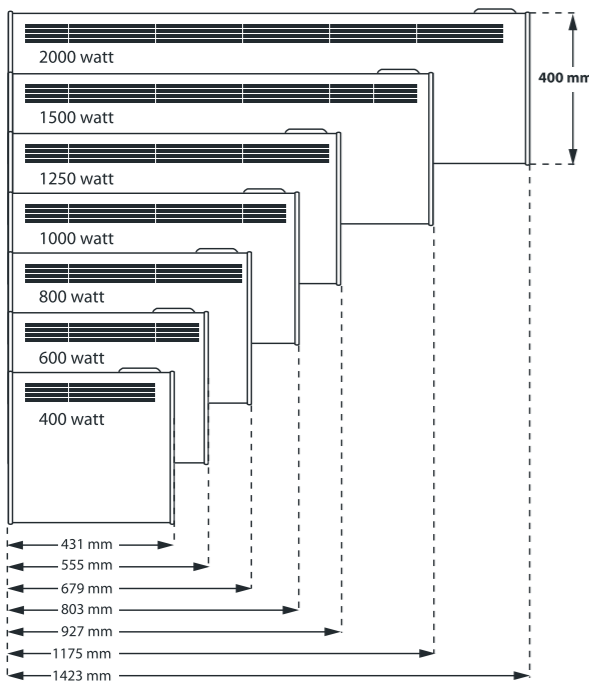 2000 watt
400 mm
1500 watt
1250 watt
1000 watt
800 watt
600 watt
400 watt
431 mm
555 mm
679 mm
803 mm
927 mm
1175 mm
1423 mm